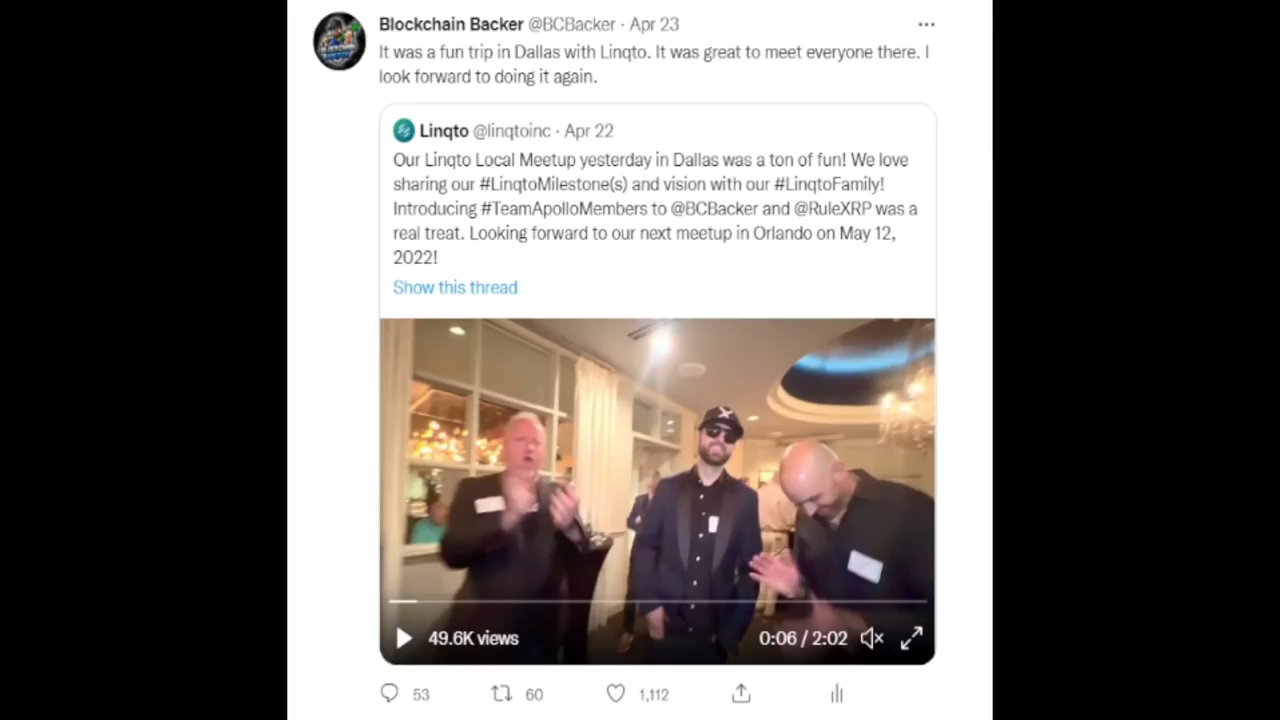 Blockchain Backer @BCBacker · Apr 23
It was a fun trip in Dallas with Linqto. It was great to meet everyone there. I
look forward to doing it again.
Linqto @linqtoinc · Apr 22
Our Linqto Local Meetup yesterday in Dallas was a ton of fun! We love
sharing our #LinqtoMilestone(s) and vision with our #LinqtoFamily!
Introducing #TeamApolloMembers to @BCBacker and @RuleXRP was a
real treat. Looking forward to our next meetup in Orlando on May 12,
2022!
Show this thread
49.6K views
0:06 / 2:02
53
60
1,112